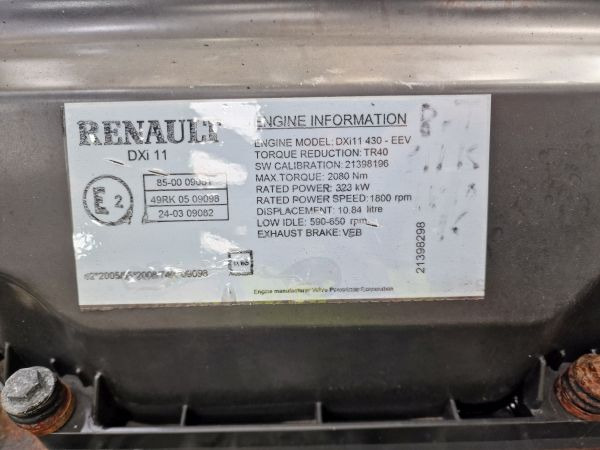 RENAULT
DXi 11
E2
85-00 09081
49RK 05 09098
24-03 09082
09098
ENGINE INFORMATION
ENGINE MODEL: DXi11 430 - EEV
TORQUE REDUCTION: TR40
SW CALIBRATION: 21398196
MAX TORQUE: 2080 Nm
RATED POWER: 323 kW
RATED POWER SPEED: 1800 rpm
DISPLACEMENT: 10.84 litre
LOW IDLE: 590-650 rpm
EXHAUST BRAKE: VEB
Engine manufacturer Volvo Powertrain Corporation
21398298